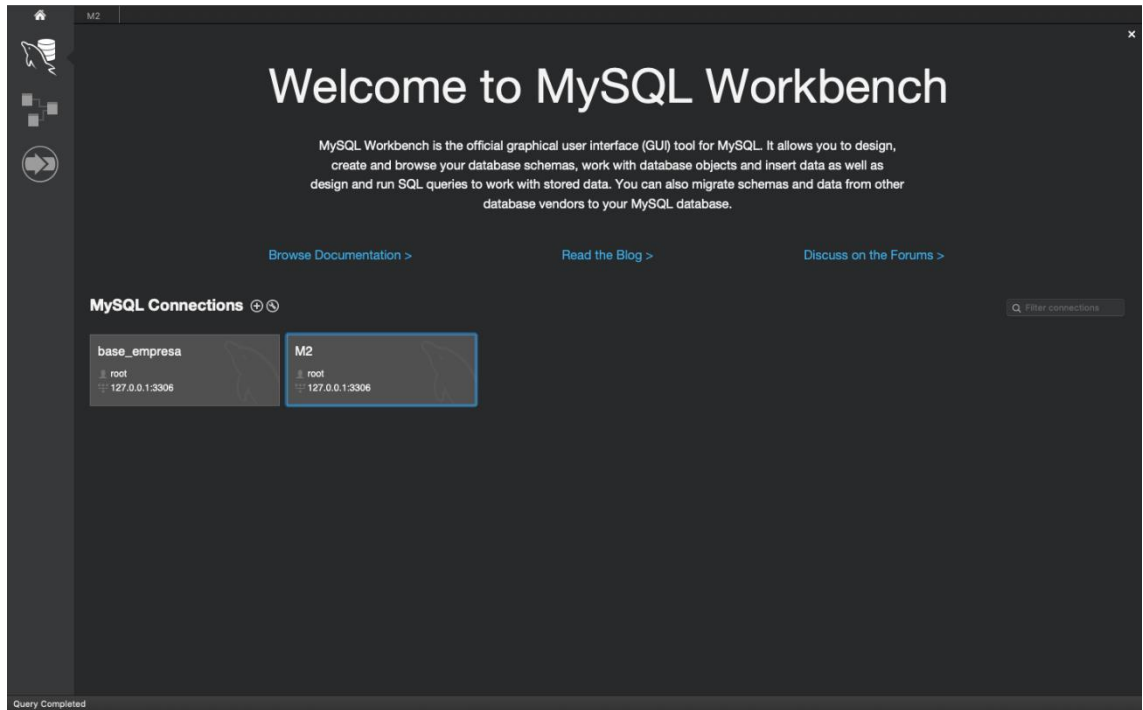 M2
Welcome to MySQL Workbench
MySQL Workbench is the official graphical user interface (GUI) tool for MySQL. It allows you to design,
create and browse your database schemas, work with database objects and insert data as well as
design and run SQL queries to work with stored data. You can also migrate schemas and data from other
database vendors to your MySQL database.
Browse Documentation > Read the Blog > Discuss on the Forums >
MySQL Connections
Filter connections
base_empresa
root
127.0.0.1:3306
M2
root
127.0.0.1:3306
Query Completed